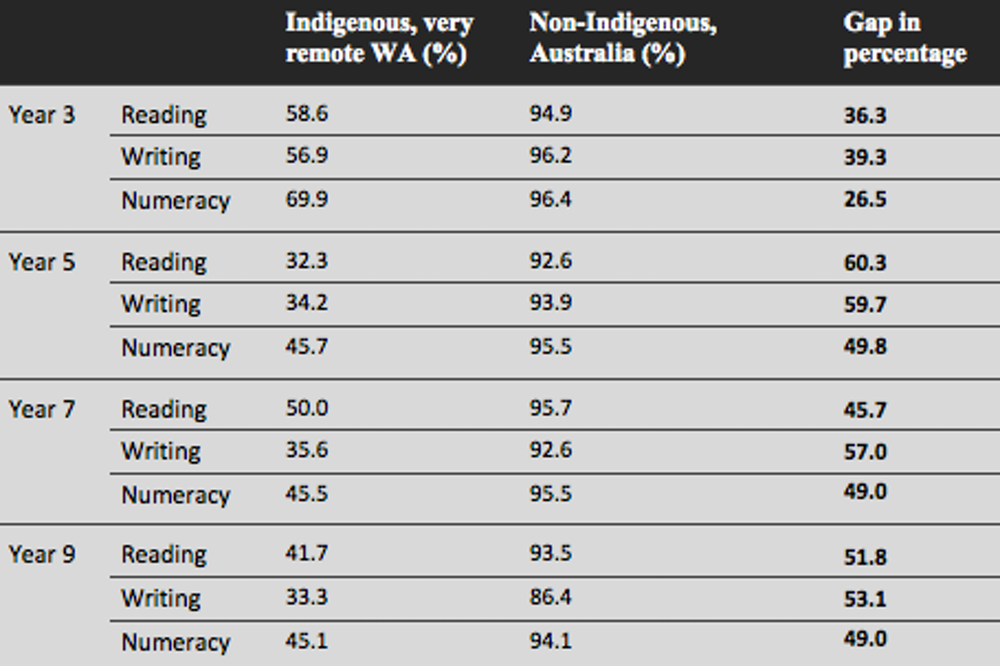 Indigenous, very remote WA (%) Non-Indigenous, Australia (%) Gap in percentage
Year 3 Reading 58.6 94.9 36.3
Writing 56.9 96.2 39.3
Numeracy 69.9 96.4 26.5
Year 5 Reading 32.3 92.6 60.3
Writing 34.2 93.9 59.7
Numeracy 45.7 95.5 49.8
Year 7 Reading 50.0 95.7 45.7
Writing 35.6 92.6 57.0
Numeracy 45.5 95.5 49.0
Year 9 Reading 41.7 93.5 51.8
Writing 33.3 86.4 53.1
Numeracy 45.1 94.1 49.0